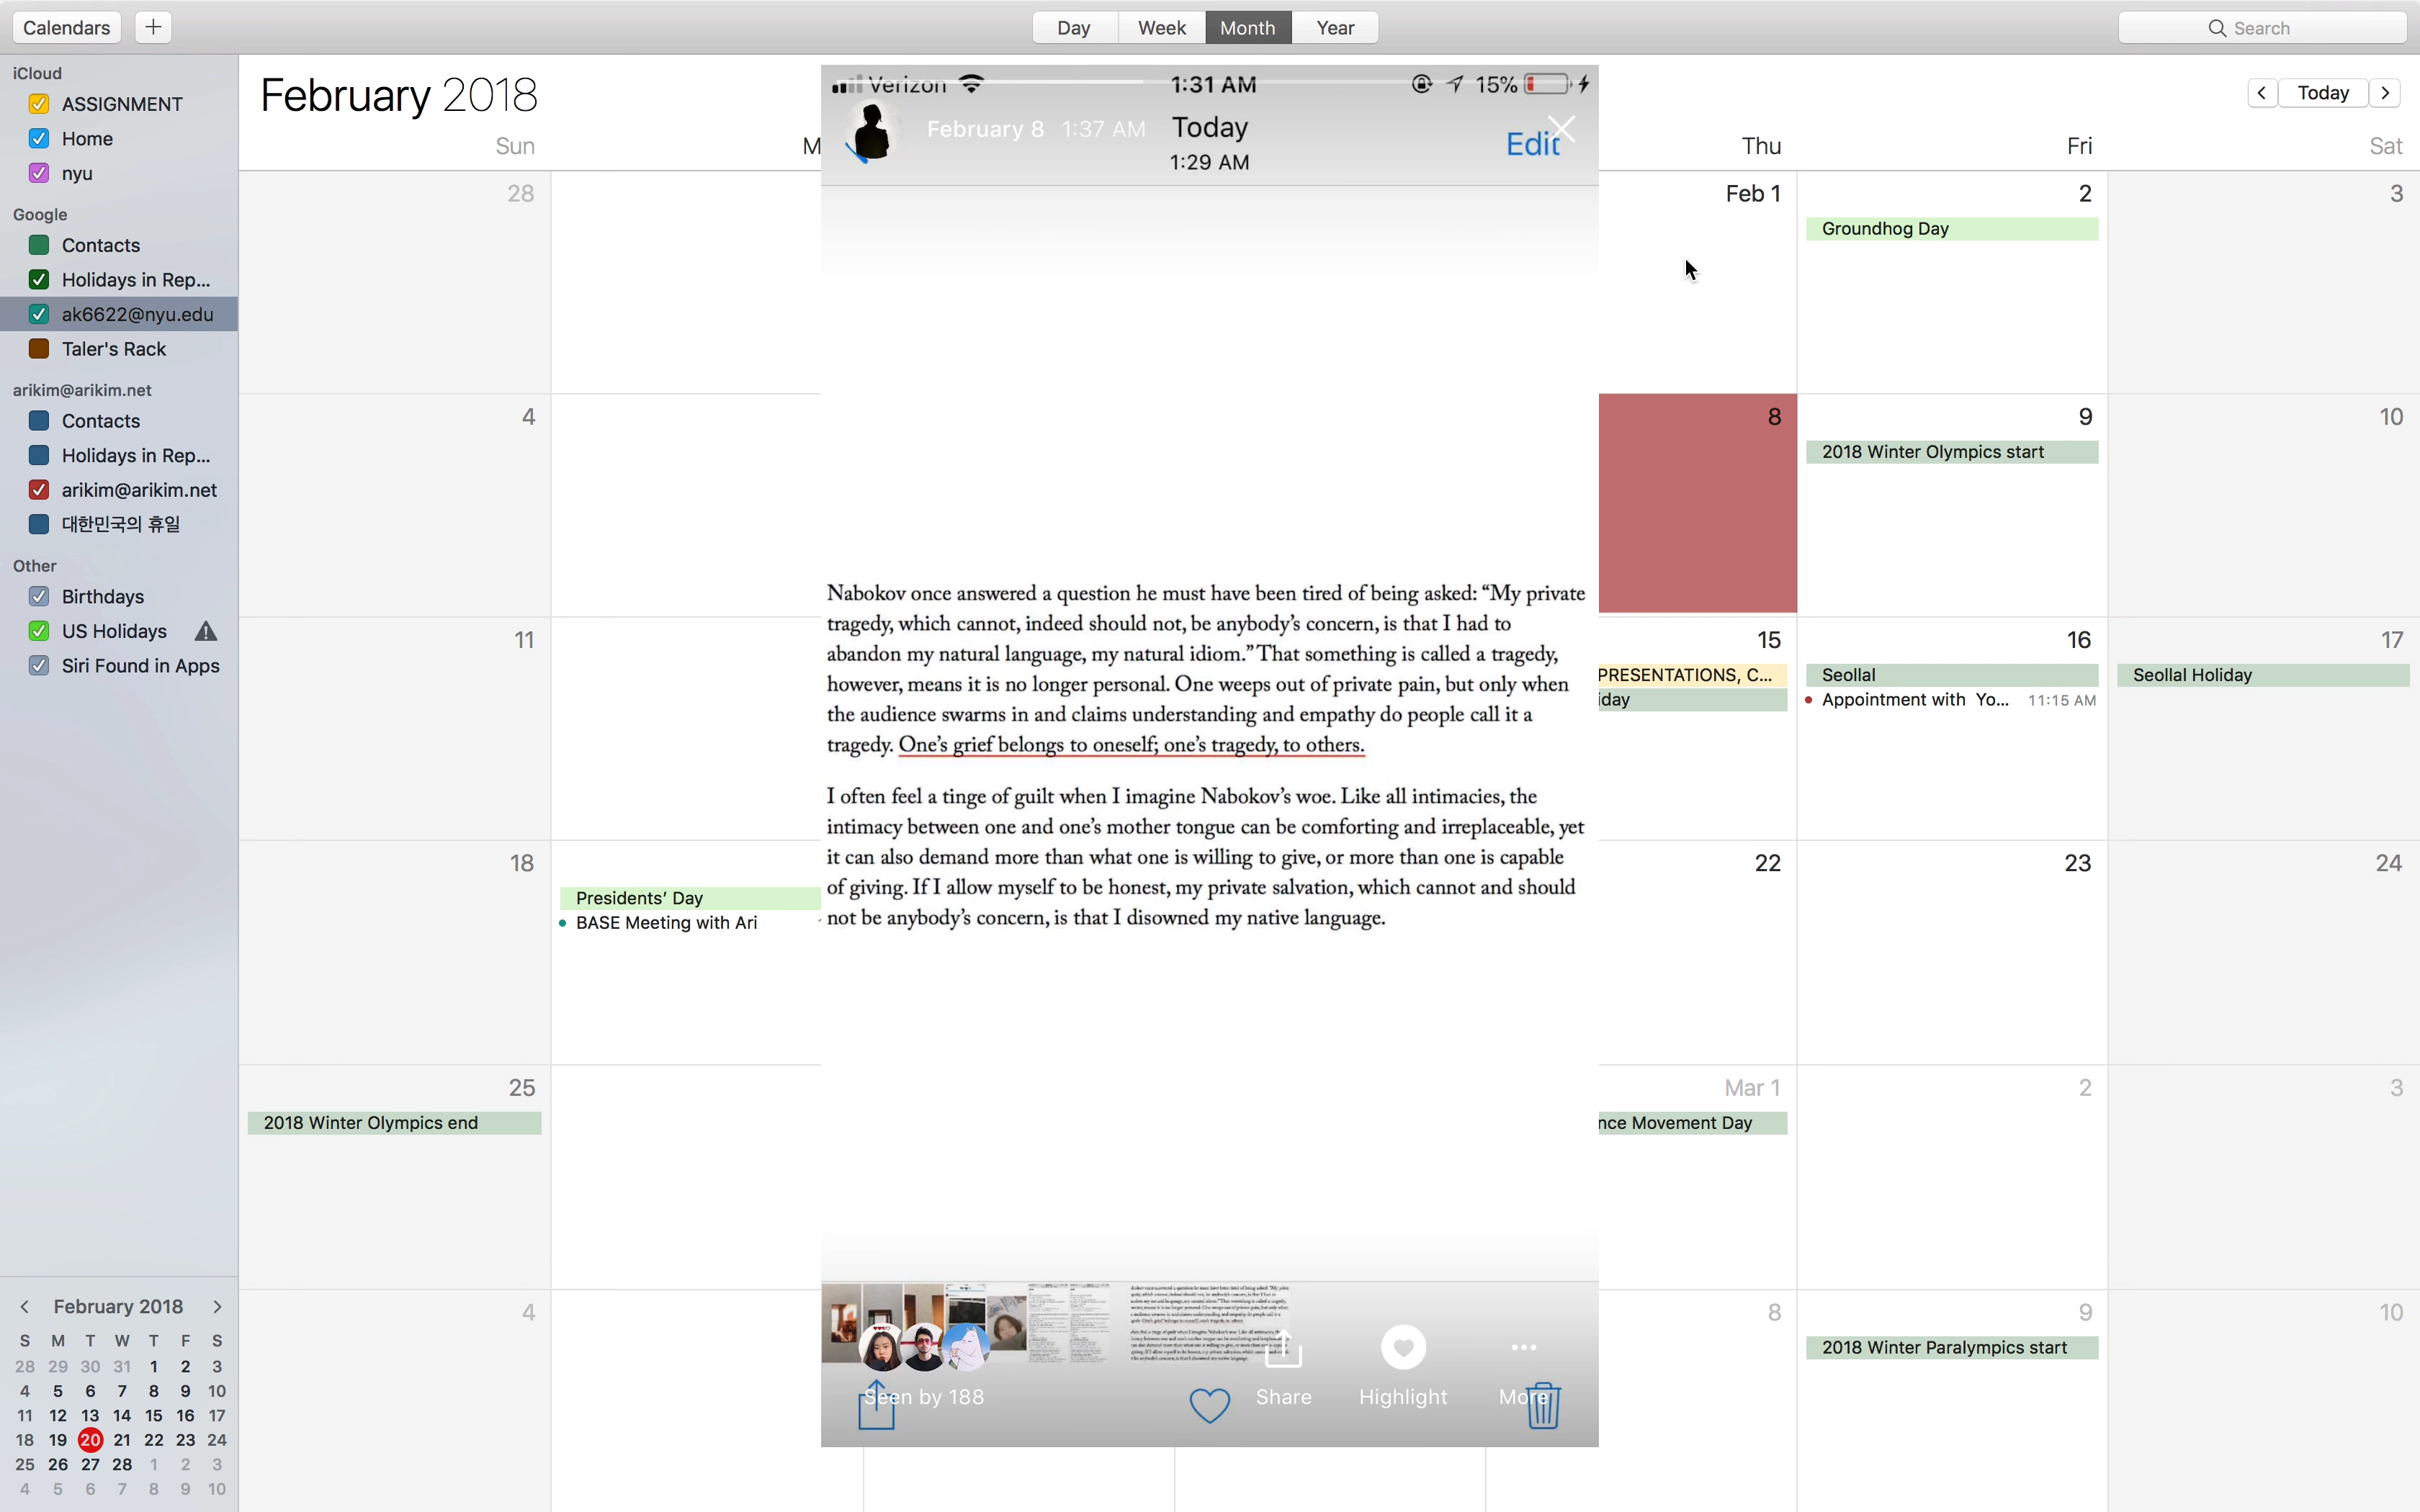 Calendars
+
Day
Week
Month
Year
Search
iCloud
ASSIGNMENT
Home
nyu
Google
Contacts
Holidays in Rep...
ak6622@nyu.edu
Taler's Rack
arikim@arikim.net
Contacts
Holidays in Rep...
arikim@arikim.net
대한민국의 휴일
Other
Birthdays
US Holidays
Siri Found in Apps
February 2018
S M T W T F S
28 29 30 31 1 2 3
4 5 6 7 8 9 10
11 12 13 14 15 16 17
18 19 20 21 22 23 24
25 26 27 28 1 2 3
4 5 6 7 8 9 10
February 2018
Today
Sun
M
Thu
Fri
Sat
28
Feb 1
2
3
Groundhog Day
4
8
9
10
2018 Winter Olympics start
11
15
16
17
PRESENTATIONS, C...
iday
Seollal
Appointment with Yo... 11:15 AM
Seollal Holiday
18
22
23
24
Presidents' Day
BASE Meeting with Ari
25
Mar 1
2
3
2018 Winter Olympics end
nce Movement Day
4
8
9
10
2018 Winter Paralympics start
Verizon
1:31 AM
15%
February 8 1:37 AM
Today
1:29 AM
Edit
Nabokov once answered a question he must have been tired of being asked: “My private
tragedy, which cannot, indeed should not, be anybody’s concern, is that I had to
abandon my natural language, my natural idiom.” That something is called a tragedy,
however, means it is no longer personal. One weeps out of private pain, but only when
the audience swarms in and claims understanding and empathy do people call it a
tragedy. One’s grief belongs to oneself; one’s tragedy, to others.
I often feel a tinge of guilt when I imagine Nabokov’s woe. Like all intimacies, the
intimacy between one and one’s mother tongue can be comforting and irreplaceable, yet
it can also demand more than what one is willing to give, or more than one is capable
of giving. If I allow myself to be honest, my private salvation, which cannot and should
not be anybody’s concern, is that I disowned my native language.
Seen by 188
Share
Highlight
More